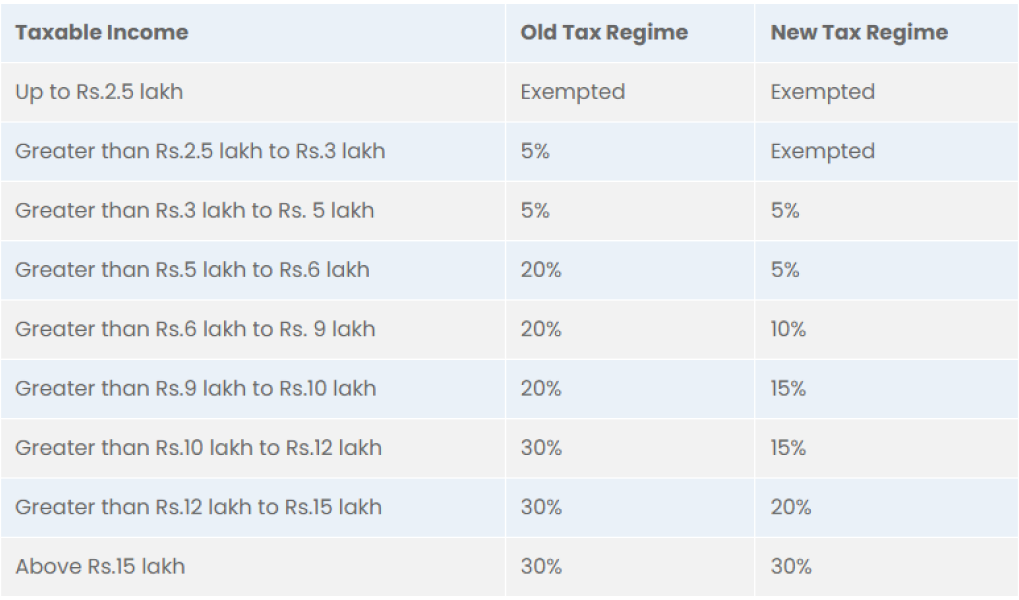 Taxable Income Old Tax Regime New Tax Regime
Up to Rs.2.5 lakh Exempted Exempted
Greater than Rs.2.5 lakh to Rs.3 lakh 5% Exempted
Greater than Rs.3 lakh to Rs. 5 lakh 5% 5%
Greater than Rs.5 lakh to Rs.6 lakh 20% 5%
Greater than Rs.6 lakh to Rs. 9 lakh 20% 10%
Greater than Rs.9 lakh to Rs.10 lakh 20% 15%
Greater than Rs.10 lakh to Rs.12 lakh 30% 15%
Greater than Rs.12 lakh to Rs.15 lakh 30% 20%
Above Rs.15 lakh 30% 30%